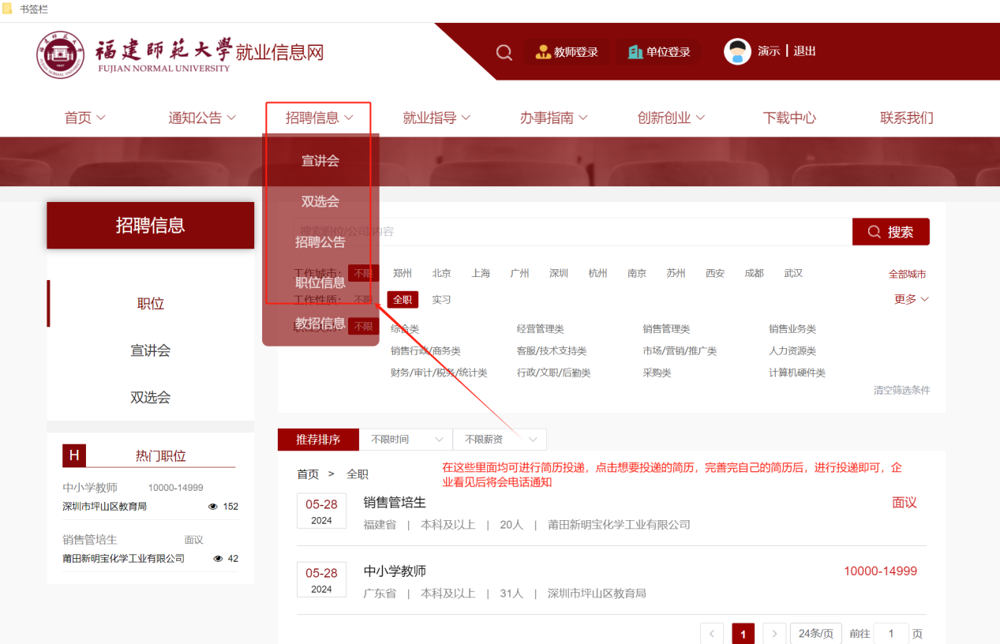 书签栏
福建師範大學就业信息网
FUJIAN NORMAL UNIVERSITY
教师登录 单位登录 演示 | 退出
首页 通知公告 招聘信息 就业指导 办事指南 创新创业 下载中心 联系我们
宣讲会
双选会
招聘公告
职位信息
教招信息
招聘信息
职位
宣讲会
双选会
H 热门职位
中小学教师 10000-14999
深圳市坪山区教育局 152
销售管培生 面议
莆田新明宝化学工业有限公司 42
搜索职位/公司/内容 搜索
工作城市: 不限 郑州 北京 上海 广州 深圳 杭州 南京 苏州 西安 成都 武汉 全部城市
工作性质: 不限 全职 实习 更多
不限 综合类 经营管理类 销售管理类 销售业务类
销售行政/商务类 客服/技术支持类 市场/营销/推广类 人力资源类
财务/审计/税务/统计类 行政/文职/后勤类 采购类 计算机硬件类
清空筛选条件
推荐排序 不限时间 不限薪资
首页 > 全职
在这些里面均可进行简历投递，点击想要投递的简历，完善完自己的简历后，进行投递即可，企
业看见后将会电话通知
05-28 销售管培生 面议
2024 福建省 | 本科及以上 | 20人 | 莆田新明宝化学工业有限公司
05-28 中小学教师 10000-14999
2024 广东省 | 本科及以上 | 31人 | 深圳市坪山区教育局
< 1 > 24条/页 前往 1 页